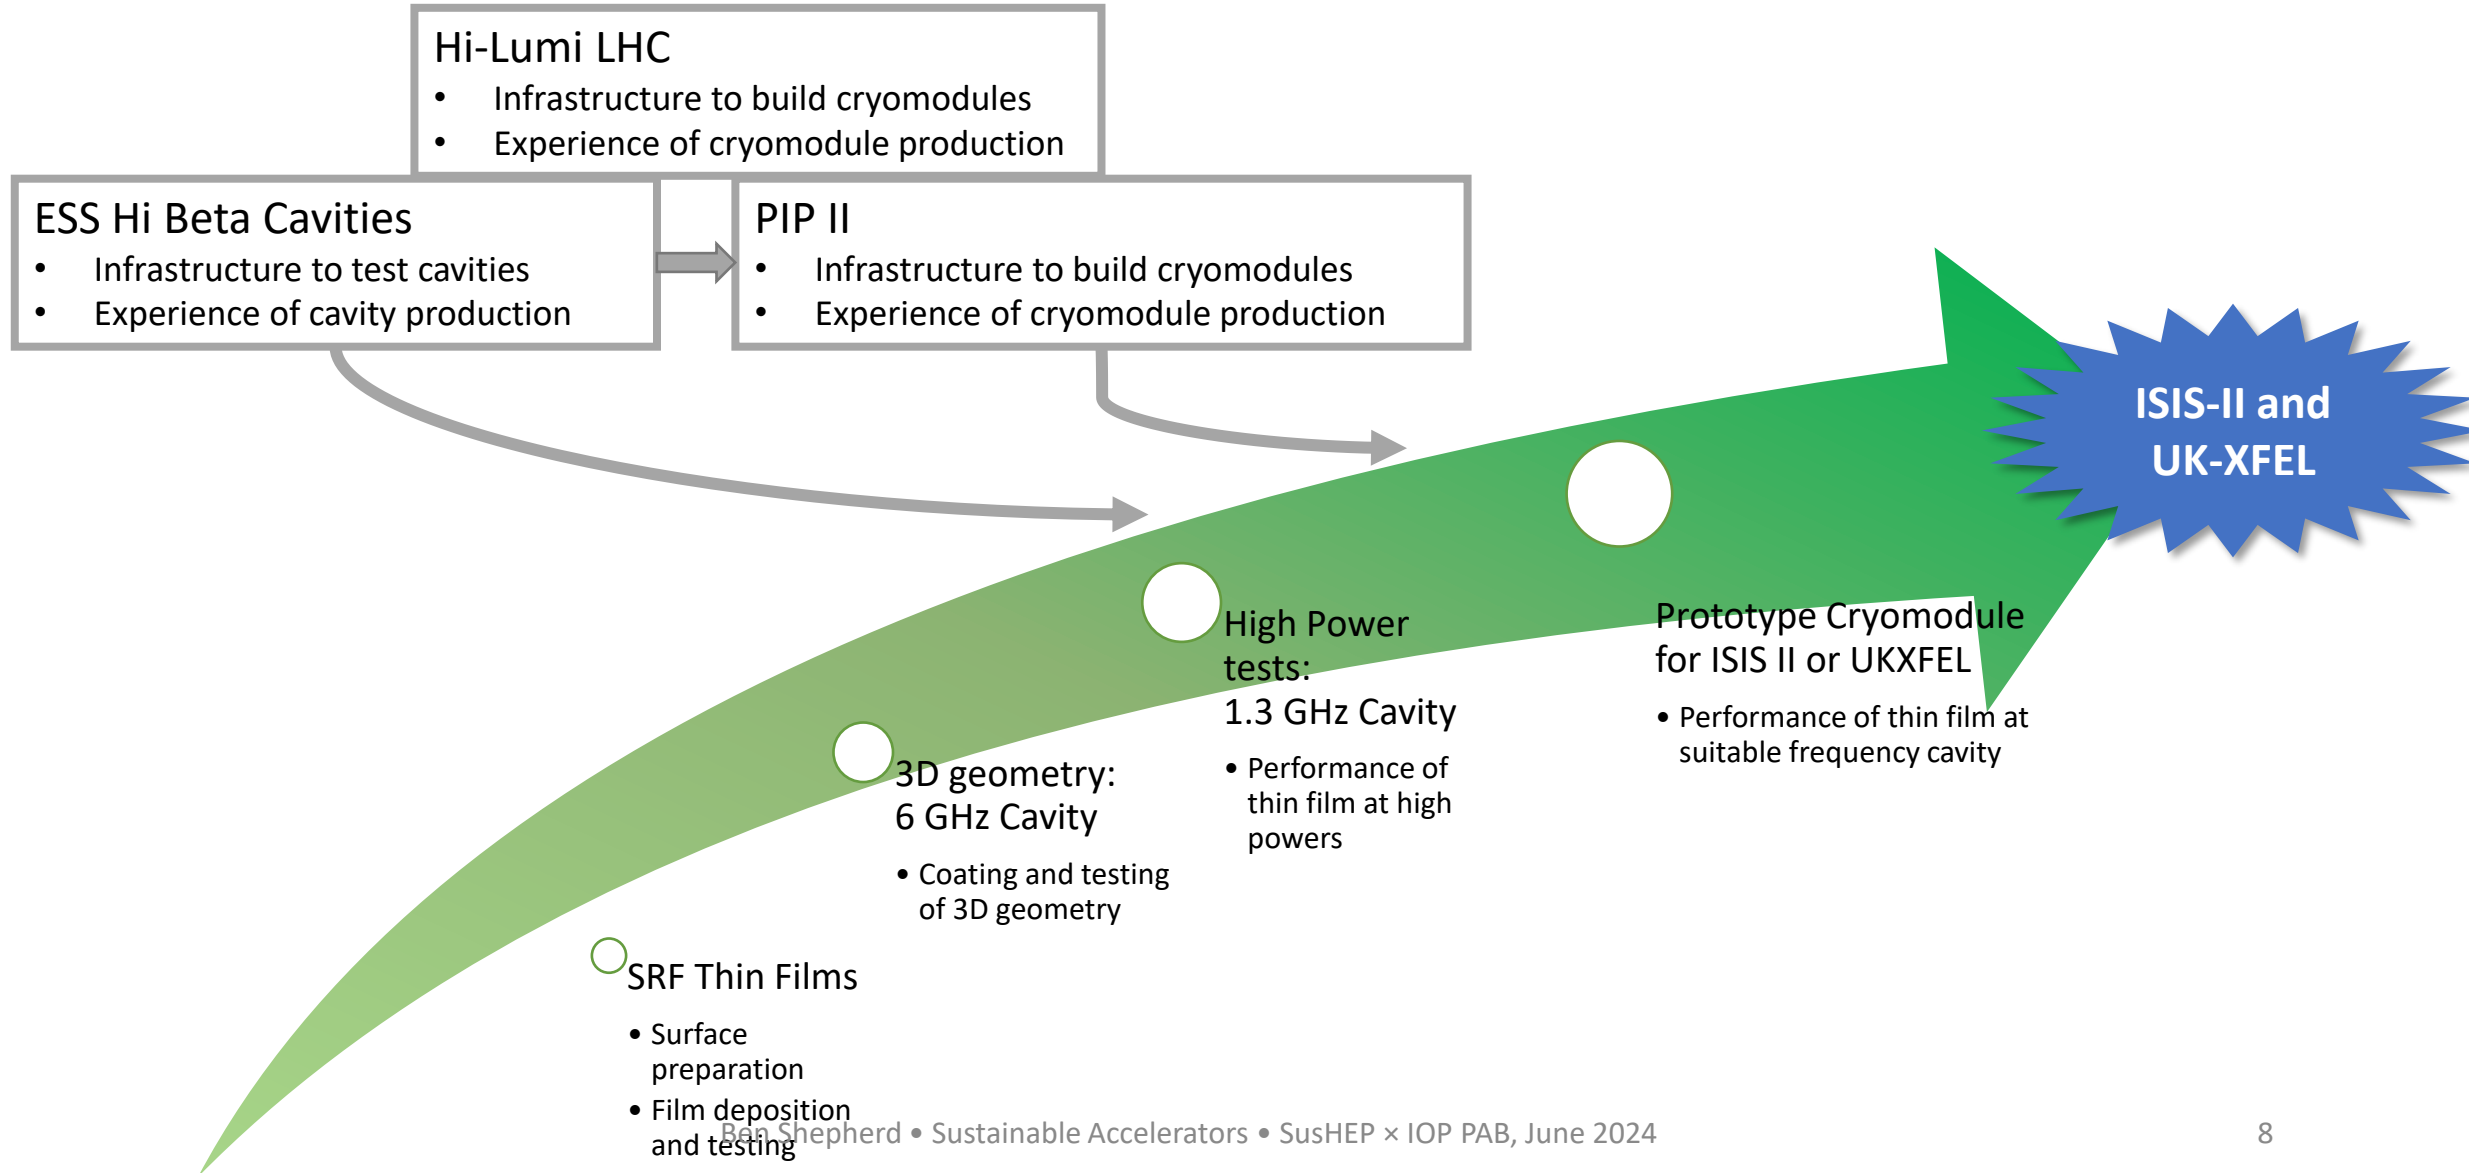 Hi-Lumi LHC
• Infrastructure to build cryomodules
• Experience of cryomodule production
ESS Hi Beta Cavities
• Infrastructure to test cavities
• Experience of cavity production
PIP II
• Infrastructure to build cryomodules
• Experience of cryomodule production
ISIS-II and
UK-XFEL
Prototype Cryomodule
for ISIS II or UKXFEL
• Performance of thin film at
suitable frequency cavity
High Power
tests:
1.3 GHz Cavity
• Performance of
thin film at high
powers
3D geometry:
6 GHz Cavity
• Coating and testing
of 3D geometry
SRF Thin Films
• Surface
preparation
• Film deposition
and testing
Ben Shepherd • Sustainable Accelerators • SusHEP × IOP PAB, June 2024
8